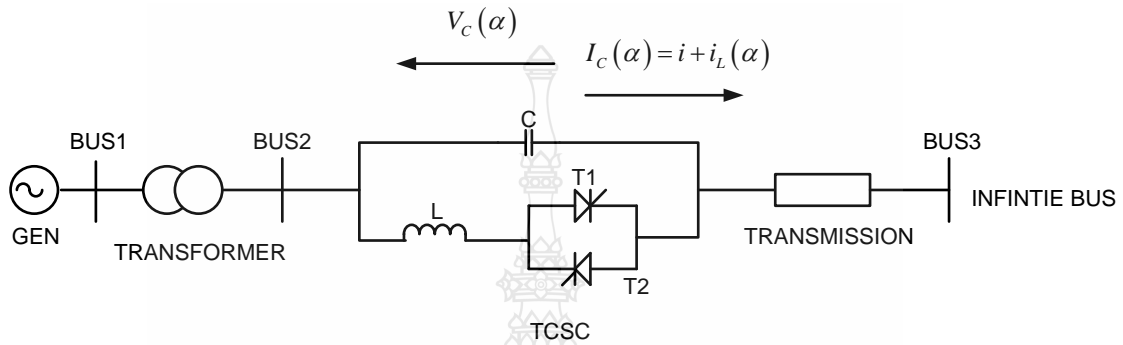 V_C(α)
I_C(α) = i + i_L(α)
C
BUS1
BUS2
BUS3
T1
L
INFINTIE BUS
GEN
TRANSFORMER
TRANSMISSION
T2
TCSC